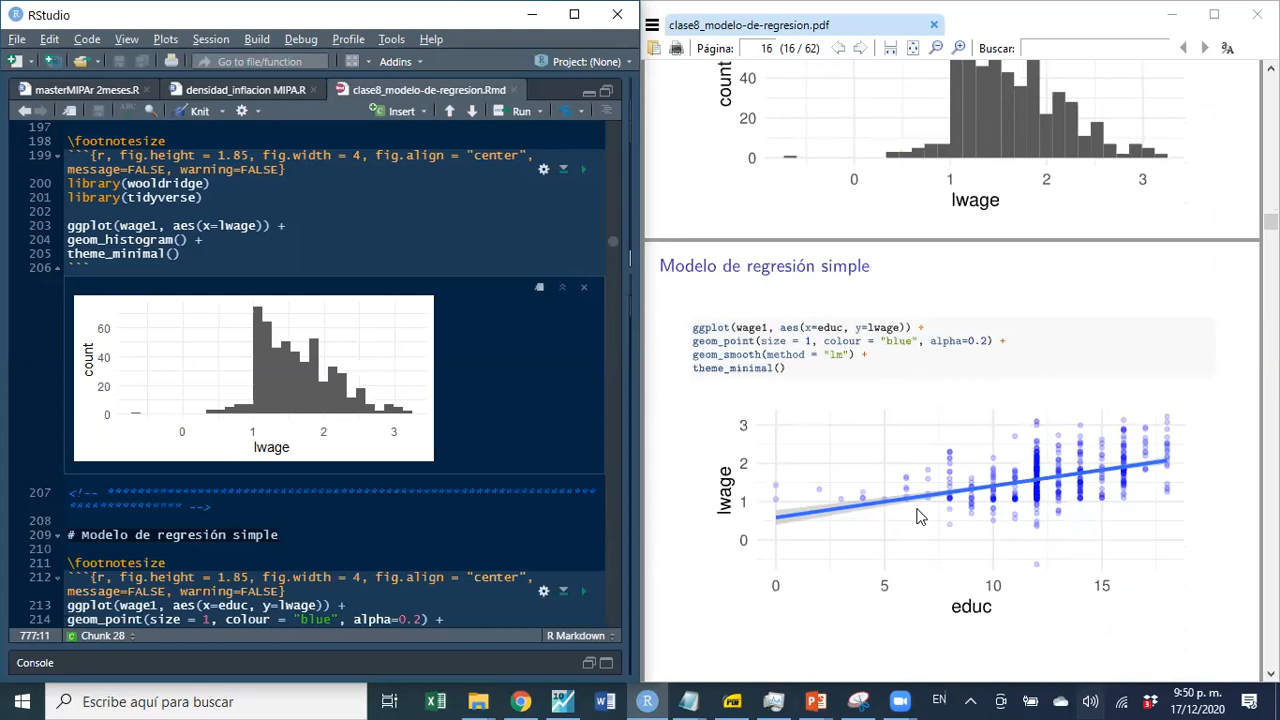 RStudio
File Edit Code View Plots Session Build Debug Profile Tools Help
Go to file/function
Addins
Project: (None)
masterMIPAr 2meses.R
densidad_inflacion MIPA.R
clase8_modelo-de-regresion.Rmd
Knit
Insert
Run
197
198 \footnotesize
199 ```{r, fig.height = 1.85, fig.width = 4, fig.align = "center",
message=FALSE, warning=FALSE}
200 library(wooldridge)
201 library(tidyverse)
202
203 ggplot(wage1, aes(x=lwage)) +
204 geom_histogram() +
205 theme_minimal()
206 ```
count
60
40
20
0
0 1 2 3
lwage
207 <!-- **********************************************************************
**************** -->
208
209 # Modelo de regresión simple
210
211 \footnotesize
212 ```{r, fig.height = 1.85, fig.width = 4, fig.align = "center",
message=FALSE, warning=FALSE}
213 ggplot(wage1, aes(x=educ, y=lwage)) +
214 geom_point(size = 1, colour = "blue", alpha=0.2) +
777:11 Chunk 28 R Markdown
Console
clase8_modelo-de-regresion.pdf
Página: 16 (16 / 62) Buscar:
count
40
20
0
0 1 2 3
lwage
Modelo de regresión simple
ggplot(wage1, aes(x=educ, y=lwage)) +
geom_point(size = 1, colour = "blue", alpha=0.2) +
geom_smooth(method = "lm") +
theme_minimal()
lwage
3
2
1
0
0 5 10 15
educ
Escribe aquí para buscar
EN
9:50 p. m.
17/12/2020